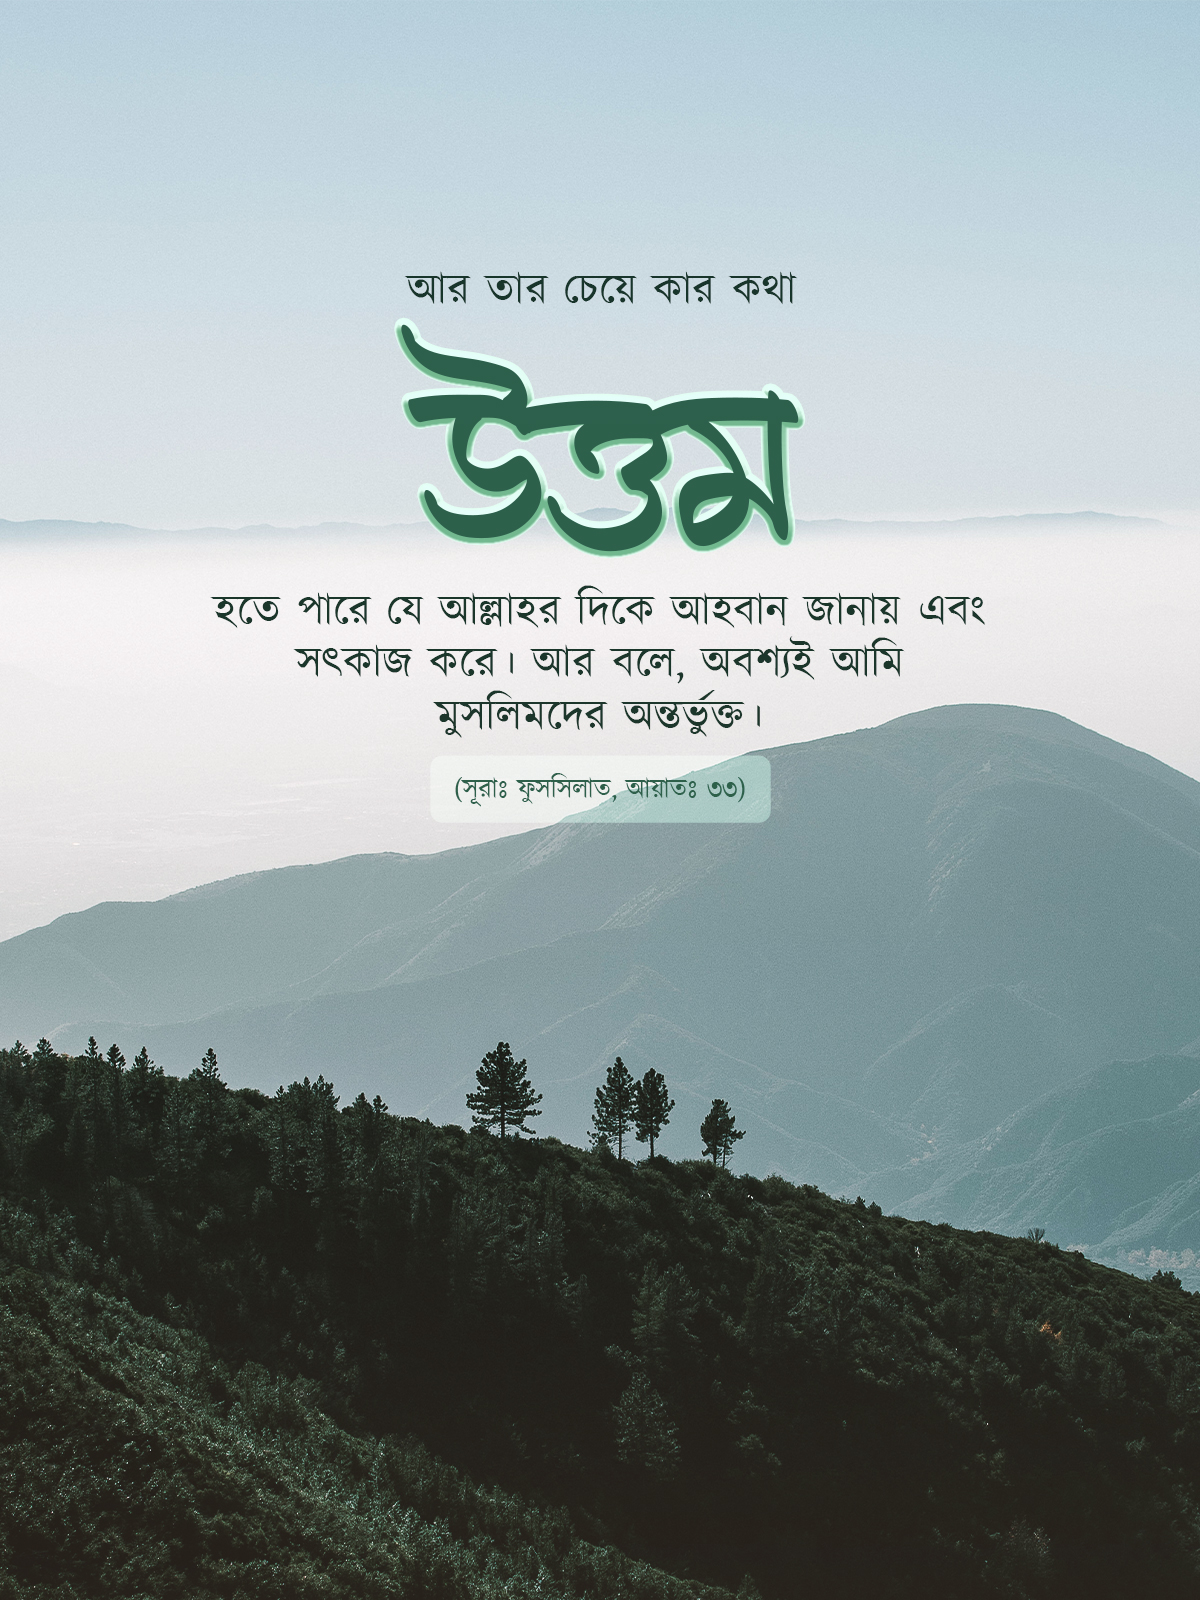 আর তার চেয়ে কার কথা
উত্তম
হতে পারে যে আল্লাহর দিকে আহবান জানায় এবং
সৎকাজ করে। আর বলে, অবশ্যই আমি
মুসলিমদের অন্তর্ভুক্ত।
(সূরাঃ ফুসসিলাত, আয়াতঃ ৩৩)